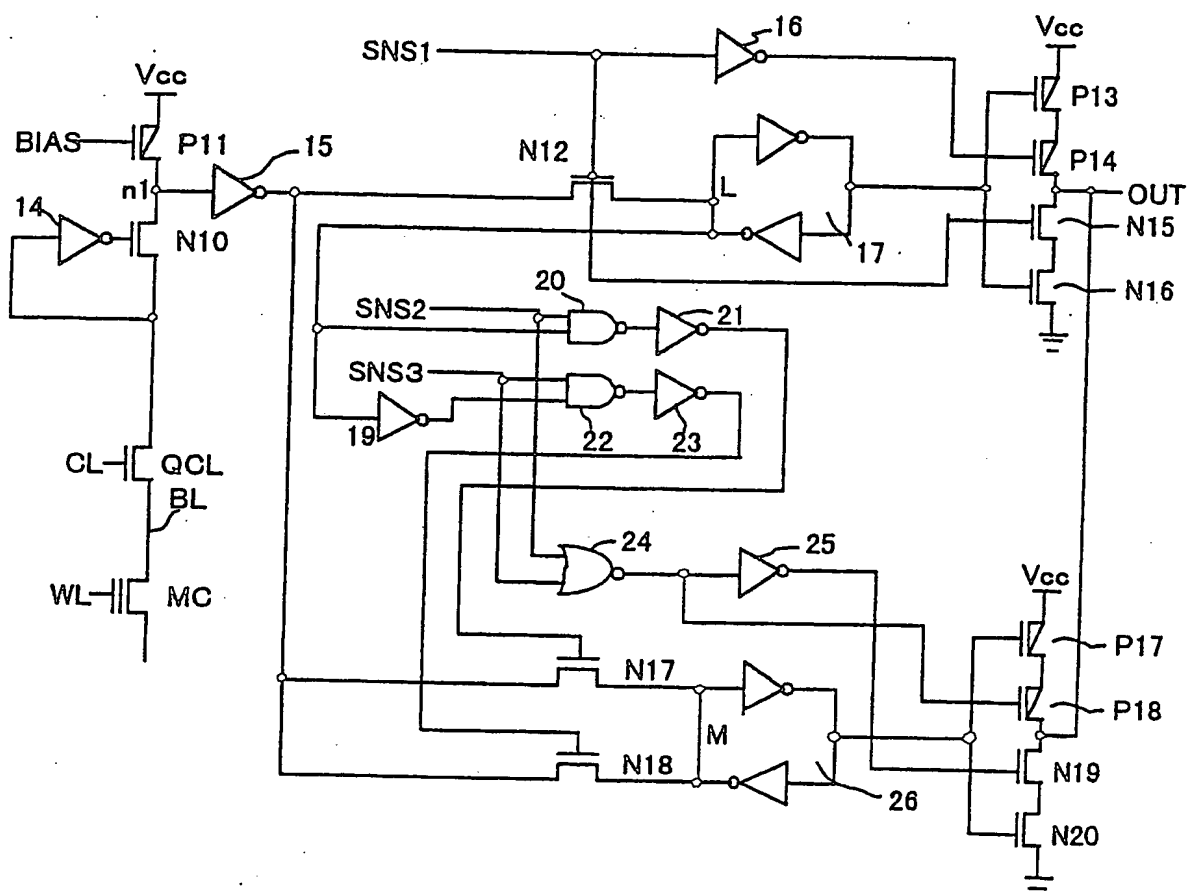 16
Vcc
SNS1
Vcc
P13
BIAS
P11
15
N12
P14
n1
L
OUT
14
N10
N15
17
20
N16
SNS2
21
SNS3
19
22
23
CL
QCL
BL
24
25
WL
MC
Vcc
N17
P17
M
P18
N18
N19
26
N20